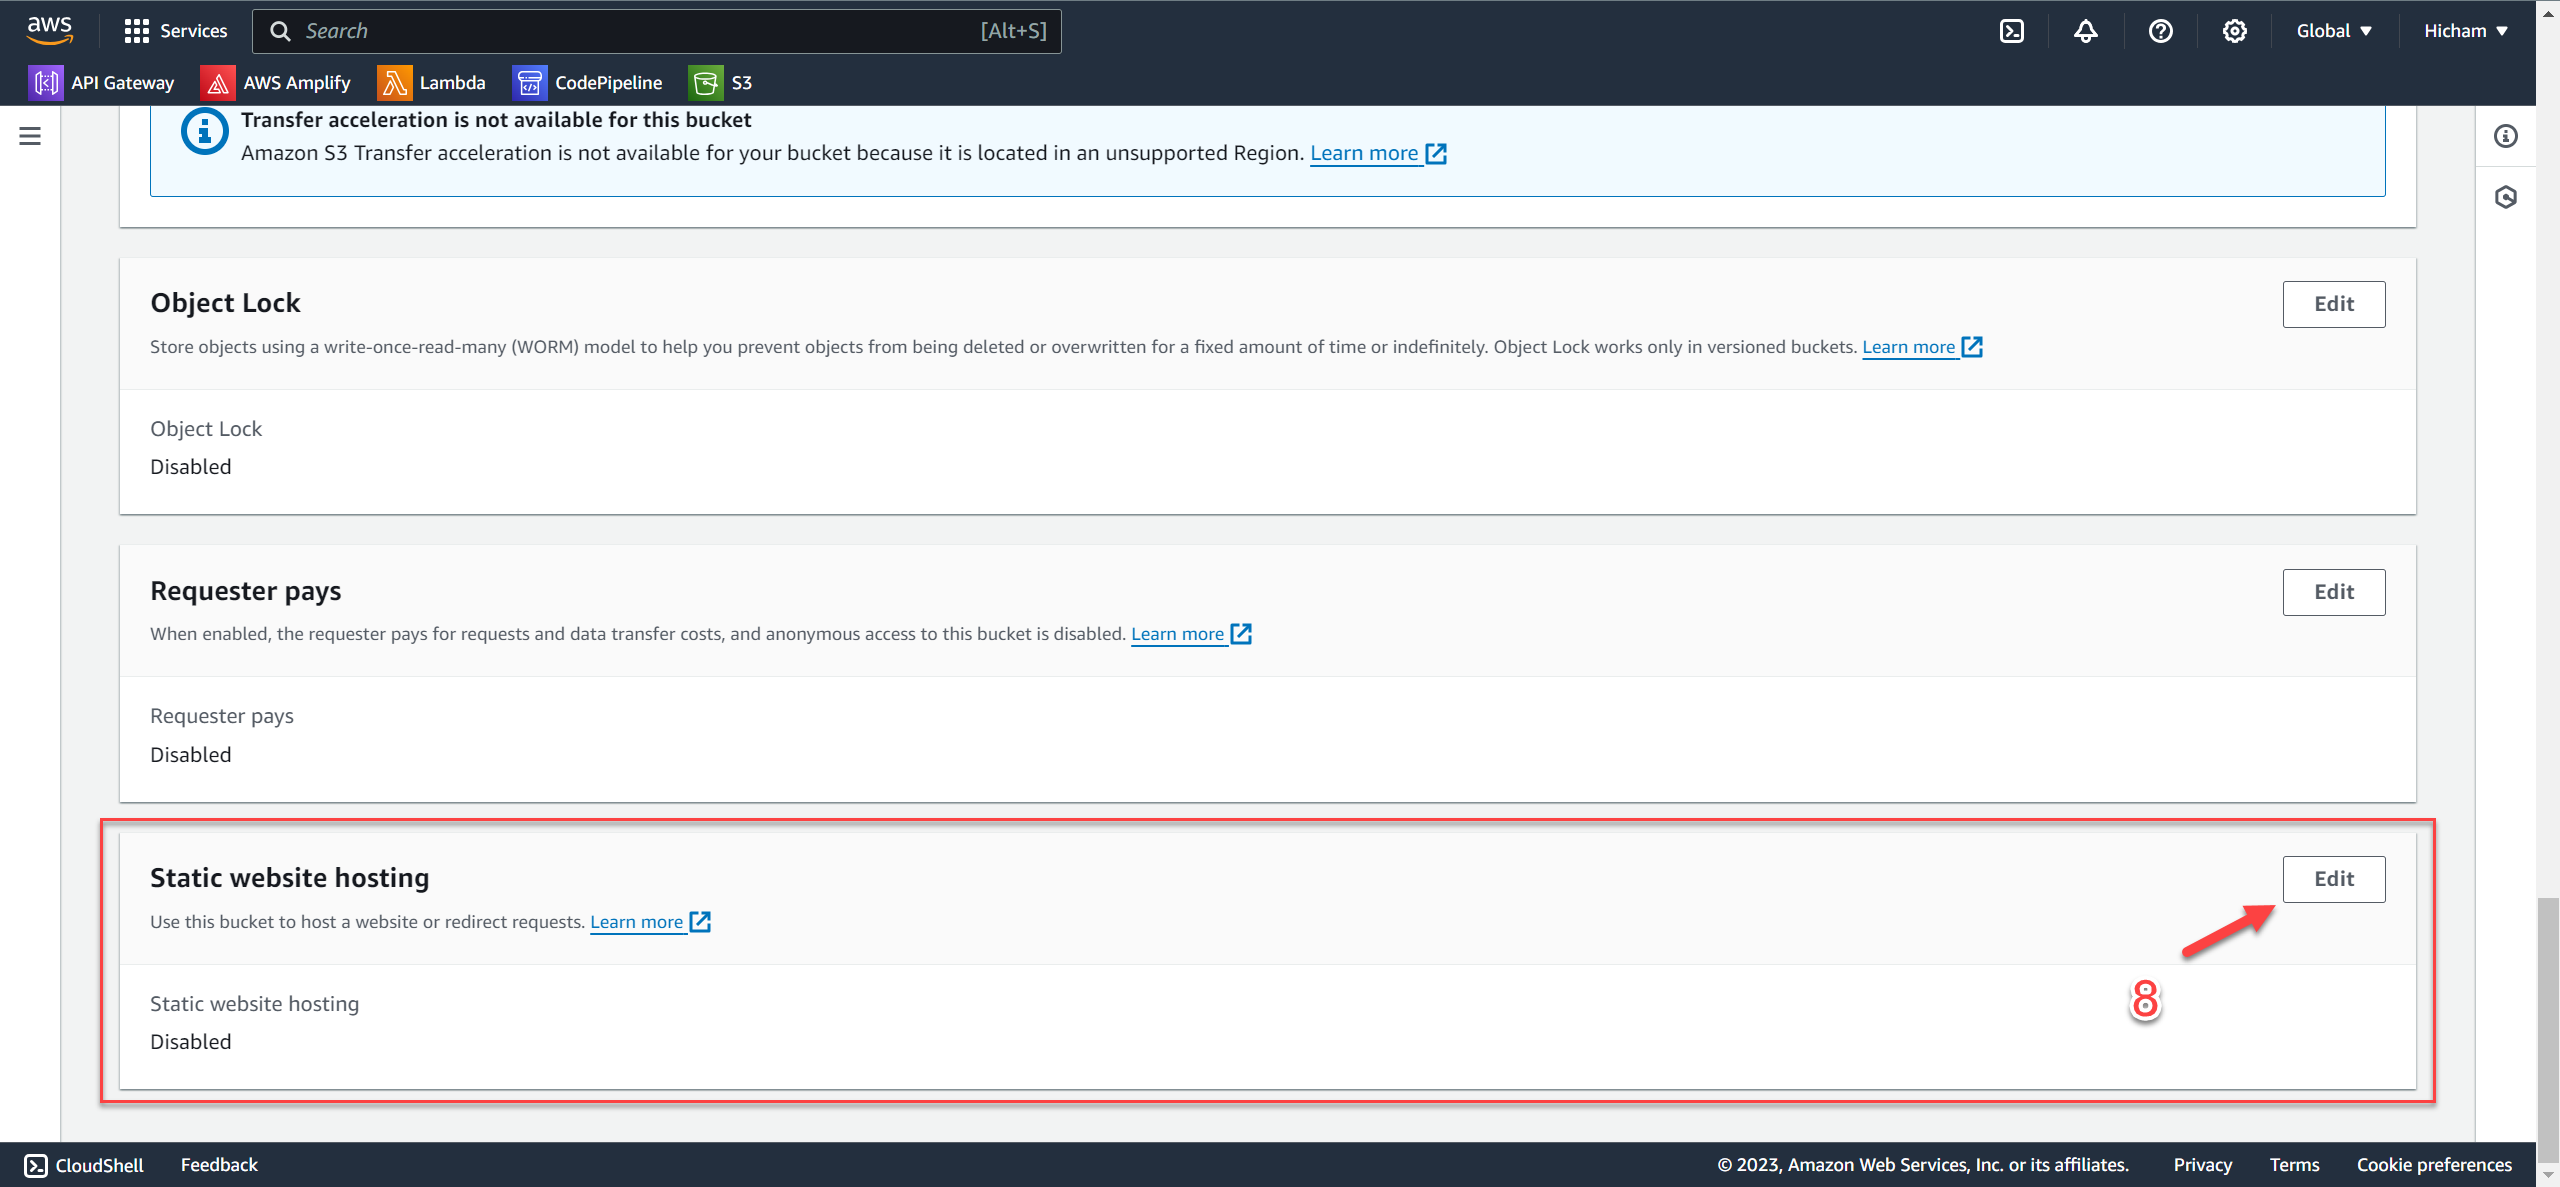 aws
Services
Search
[Alt+S]
Global
Hicham
API Gateway
AWS Amplify
Lambda
CodePipeline
S3
Transfer acceleration is not available for this bucket
Amazon S3 Transfer acceleration is not available for your bucket because it is located in an unsupported Region. Learn more
Object Lock
Edit
Store objects using a write-once-read-many (WORM) model to help you prevent objects from being deleted or overwritten for a fixed amount of time or indefinitely. Object Lock works only in versioned buckets. Learn more
Object Lock
Disabled
Requester pays
Edit
When enabled, the requester pays for requests and data transfer costs, and anonymous access to this bucket is disabled. Learn more
Requester pays
Disabled
Static website hosting
Edit
Use this bucket to host a website or redirect requests. Learn more
8
Static website hosting
Disabled
CloudShell
Feedback
© 2023, Amazon Web Services, Inc. or its affiliates.
Privacy
Terms
Cookie preferences